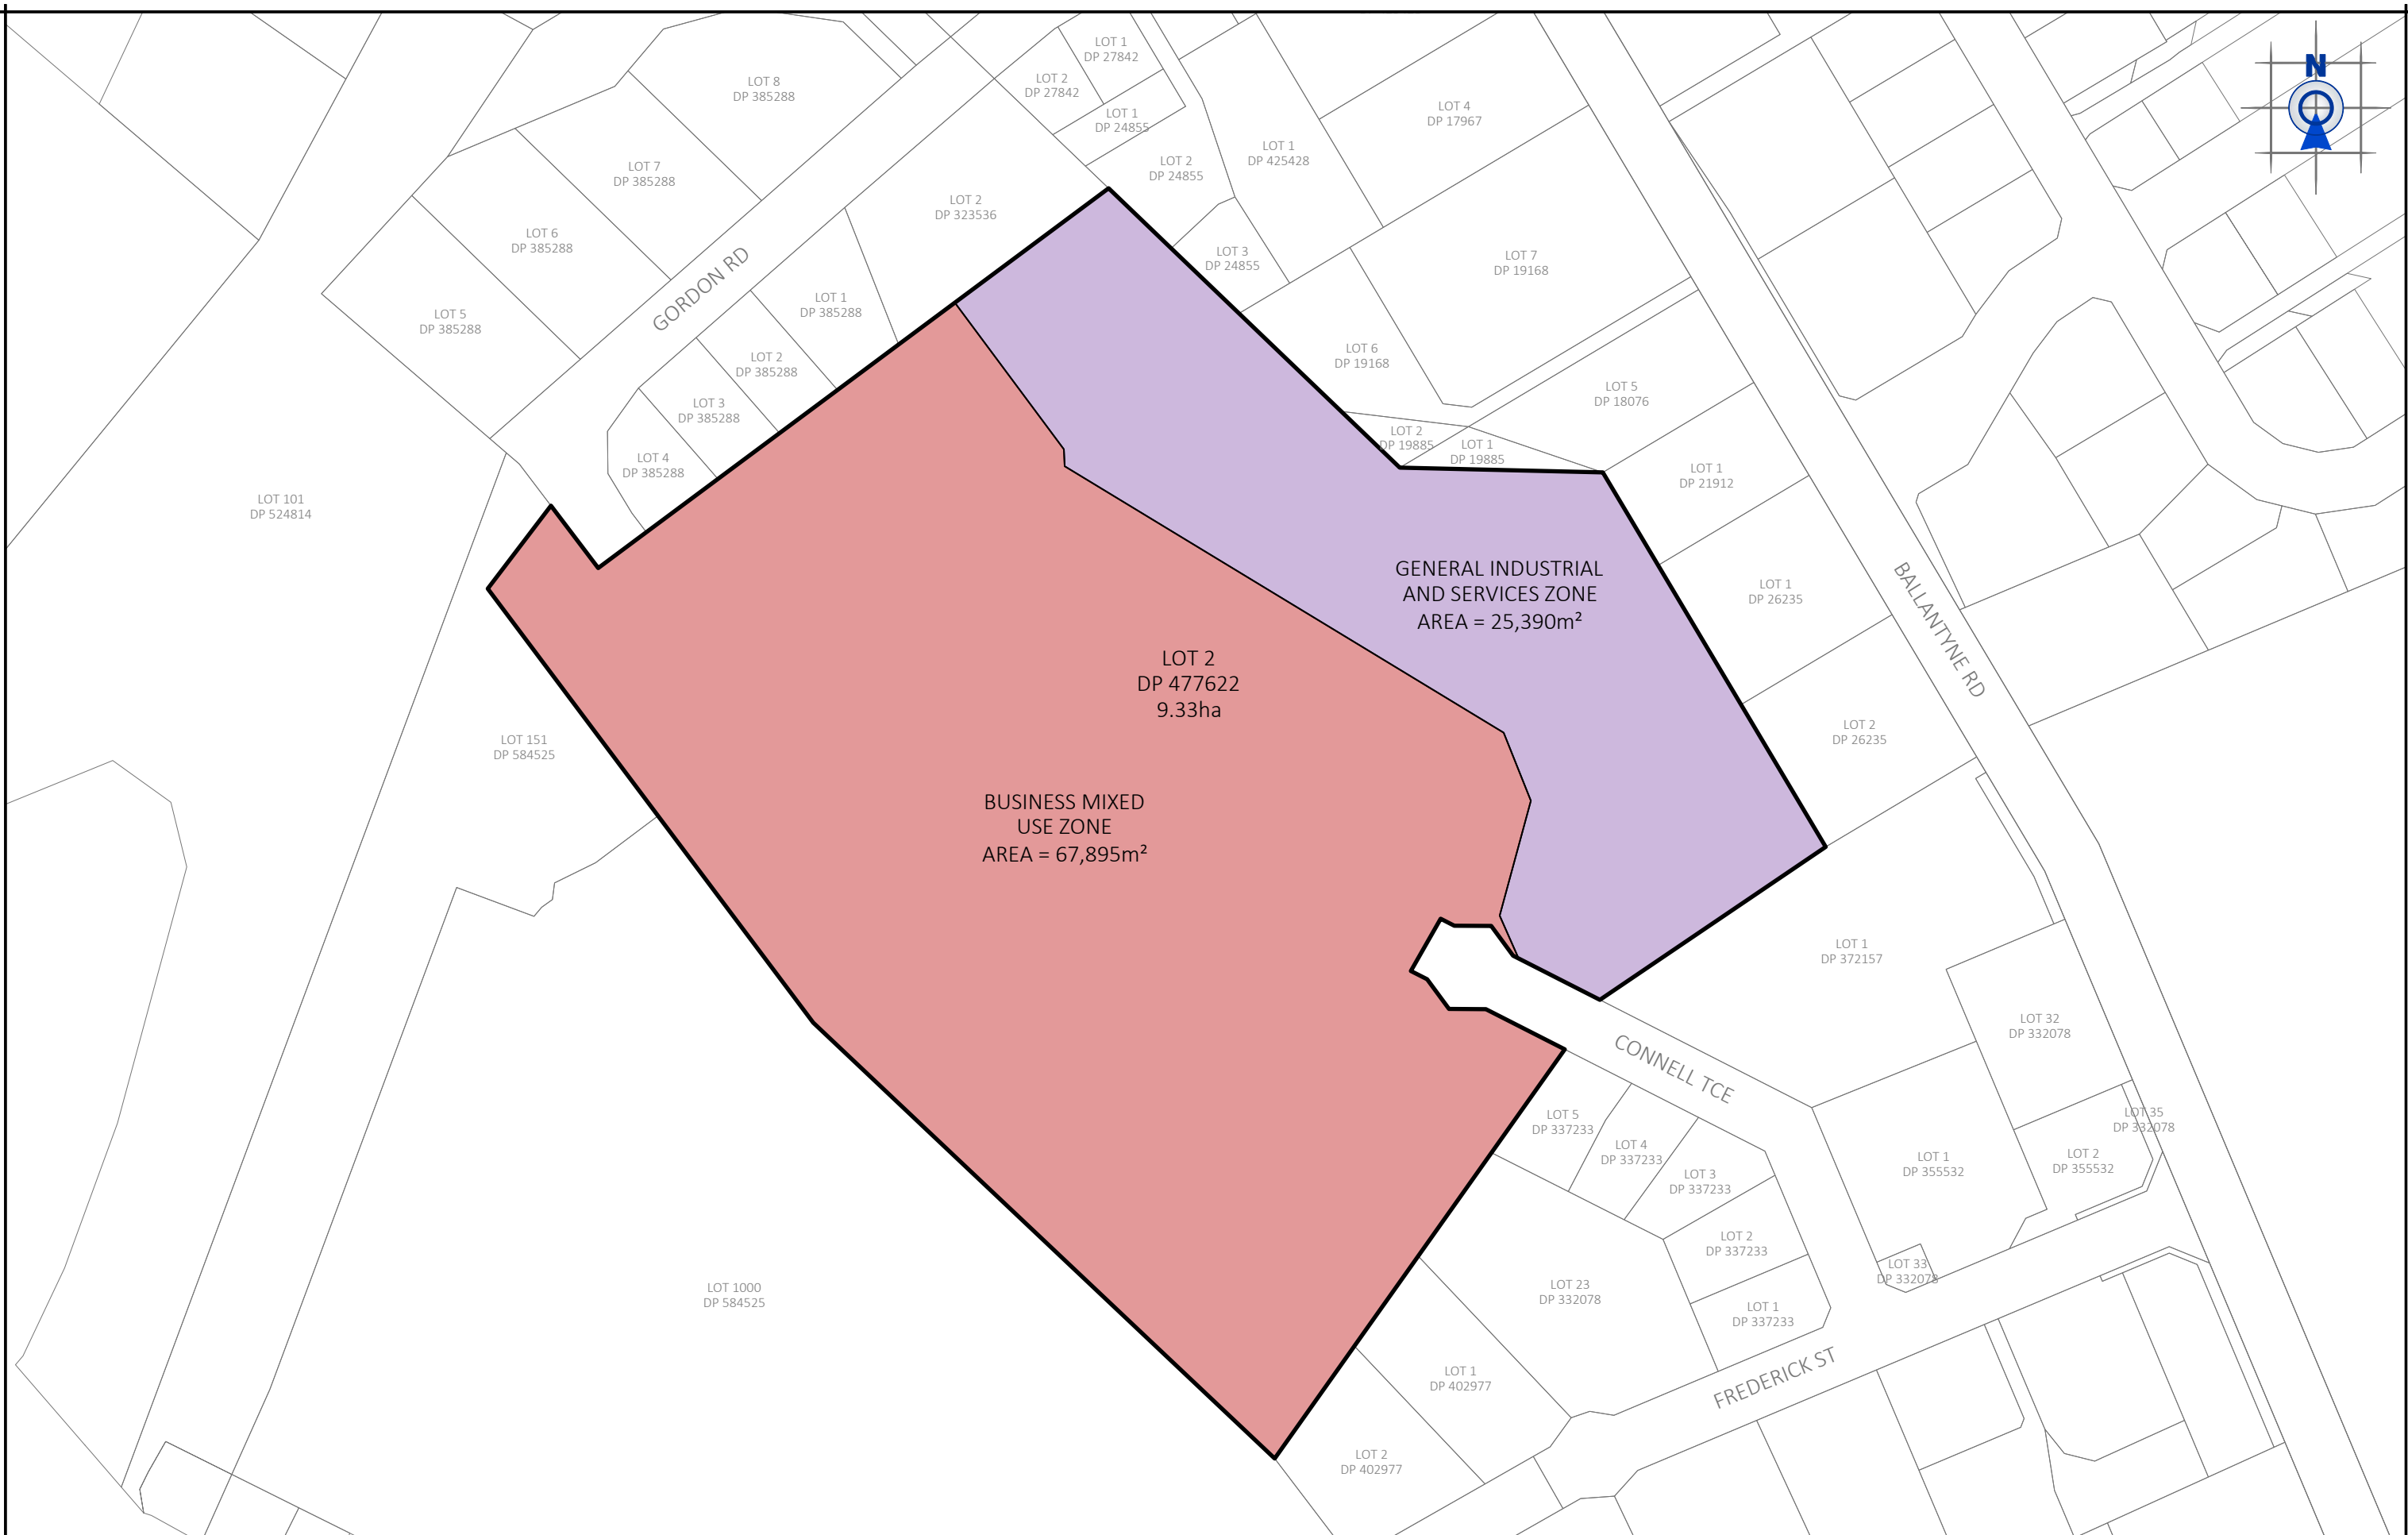 LOT 1
DP 27842
N
LOT 2
DP 27842
LOT 8
DP 385288
LOT 4
DP 17967
LOT 1
DP 24855
LOT 1
DP 425428
LOT 7
DP 385288
LOT 2
DP 24855
LOT 2
DP 323536
LOT 6
DP 385288
LOT 3
DP 24855
LOT 7
DP 19168
GORDON RD
LOT 1
DP 385288
LOT 5
DP 385288
LOT 6
DP 19168
LOT 2
DP 385288
LOT 5
DP 18076
LOT 3
DP 385288
LOT 2
DP 19885
LOT 1
DP 19885
LOT 4
DP 385288
LOT 1
DP 21912
LOT 101
DP 524814
GENERAL INDUSTRIAL
AND SERVICES ZONE
AREA = 25,390m²
LOT 1
DP 26235
BALLANTYNE RD
LOT 2
DP 477622
9.33ha
LOT 2
DP 26235
LOT 151
DP 584525
BUSINESS MIXED
USE ZONE
AREA = 67,895m²
LOT 1
DP 372157
LOT 32
DP 332078
CONNELL TCE
LOT 5
DP 337233
LOT 35
DP 332078
LOT 4
DP 337233
LOT 1
DP 355532
LOT 2
DP 355532
LOT 3
DP 337233
LOT 2
DP 337233
LOT 33
DP 332078
LOT 1000
DP 584525
LOT 23
DP 332078
LOT 1
DP 337233
LOT 1
DP 402977
FREDERICK ST
LOT 2
DP 402977